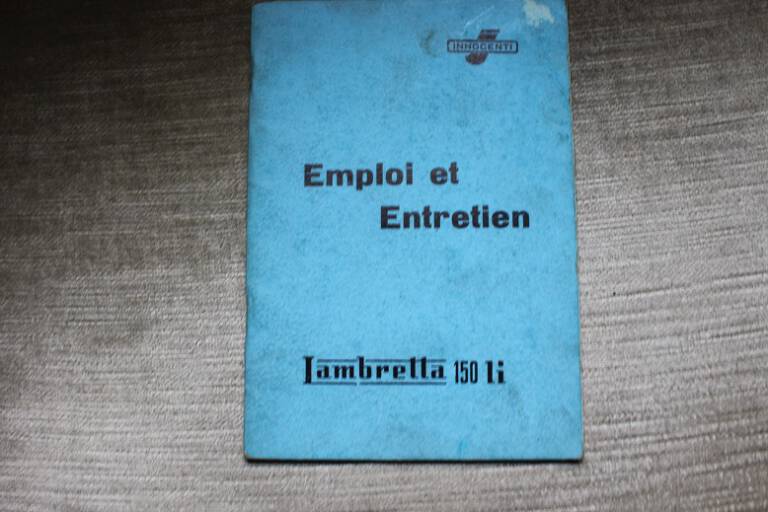 INNOCENTI
Emploi et
Entretien
Lambretta 150 li